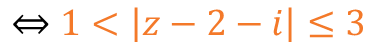 ⇔ 1 < |z − 2 − i| ≤ 3